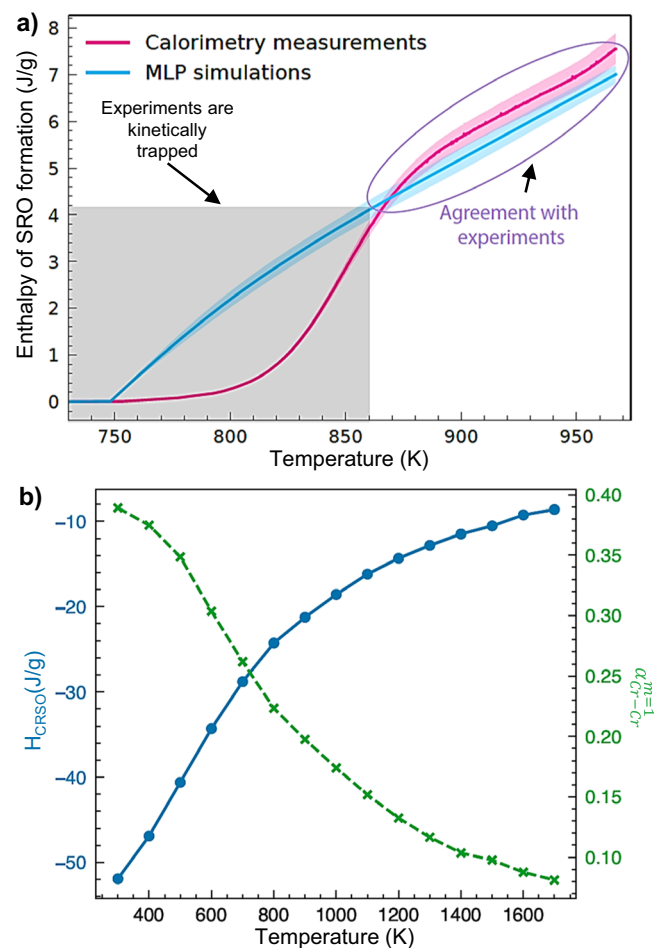 a)
Calorimetry measurements
MLP simulations
Experiments are
kinetically
trapped
Agreement with
experiments
Enthalpy of SRO formation (J/g)
8
7
6
5
4
3
2
1
0
750 800 850 900 950
Temperature (K)
b)
H_CRSO(J/g)
−10
−20
−30
−40
−50
0.40
0.35
0.30
0.25
0.20
0.15
0.10
α^{m=1}_{Cr−Cr}
400 600 800 1000 1200 1400 1600
Temperature (K)